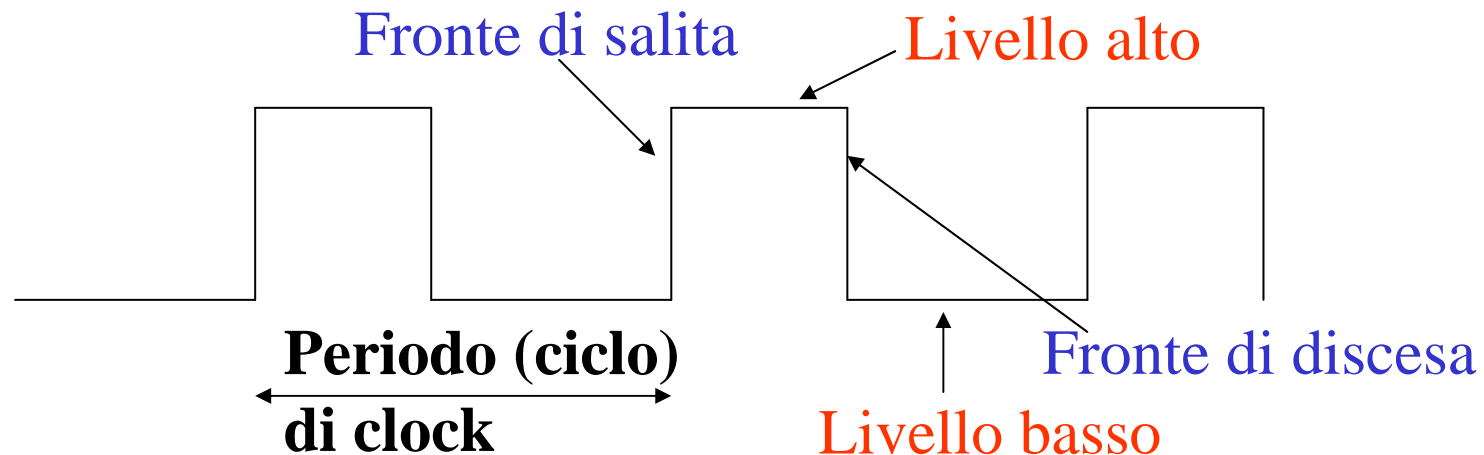 Fronte di salita
Livello alto
Periodo (ciclo)
di clock
Fronte di discesa
Livello basso